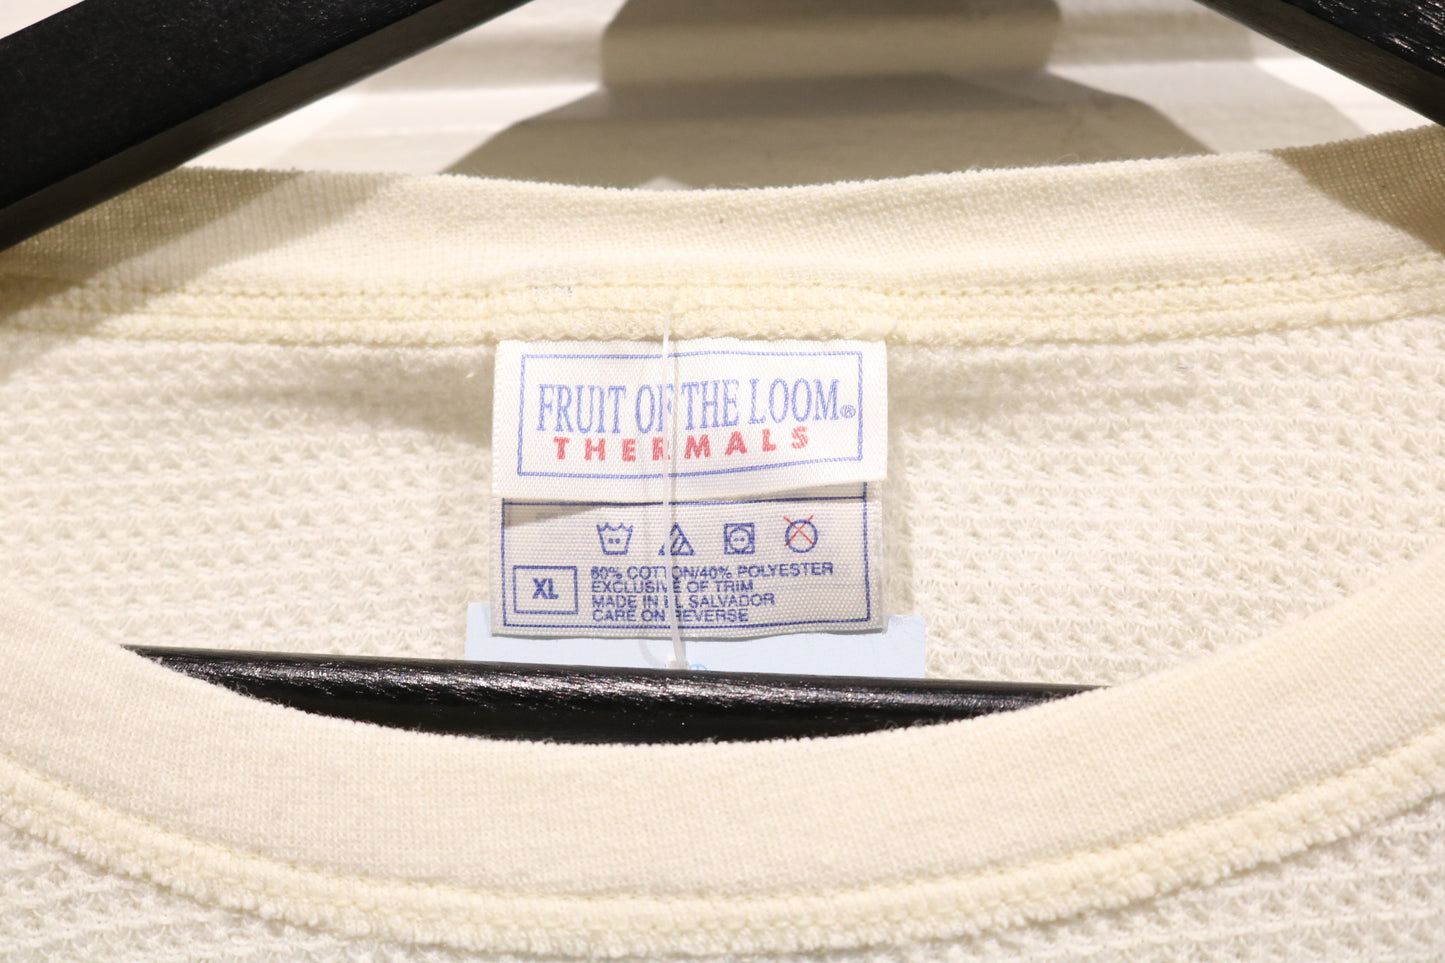 FRUIT OF THE LOOM®
THERMALS
XL
60% COTTON/40% POLYESTER
EXCLUSIVE OF TRIM
MADE IN EL SALVADOR
CARE ON REVERSE